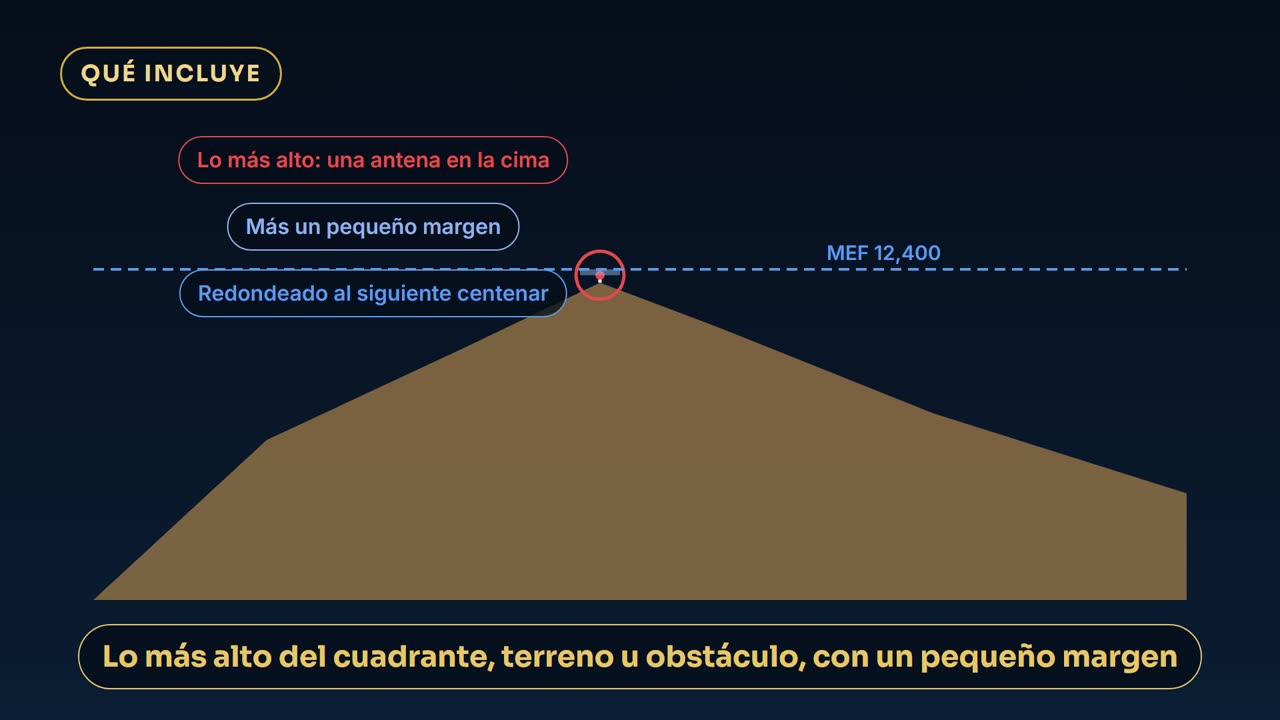 QUÉ INCLUYE
Lo más alto: una antena en la cima
Más un pequeño margen
MEF 12,400
Redondeado al siguiente centenar
Lo más alto del cuadrante, terreno u obstáculo, con un pequeño margen